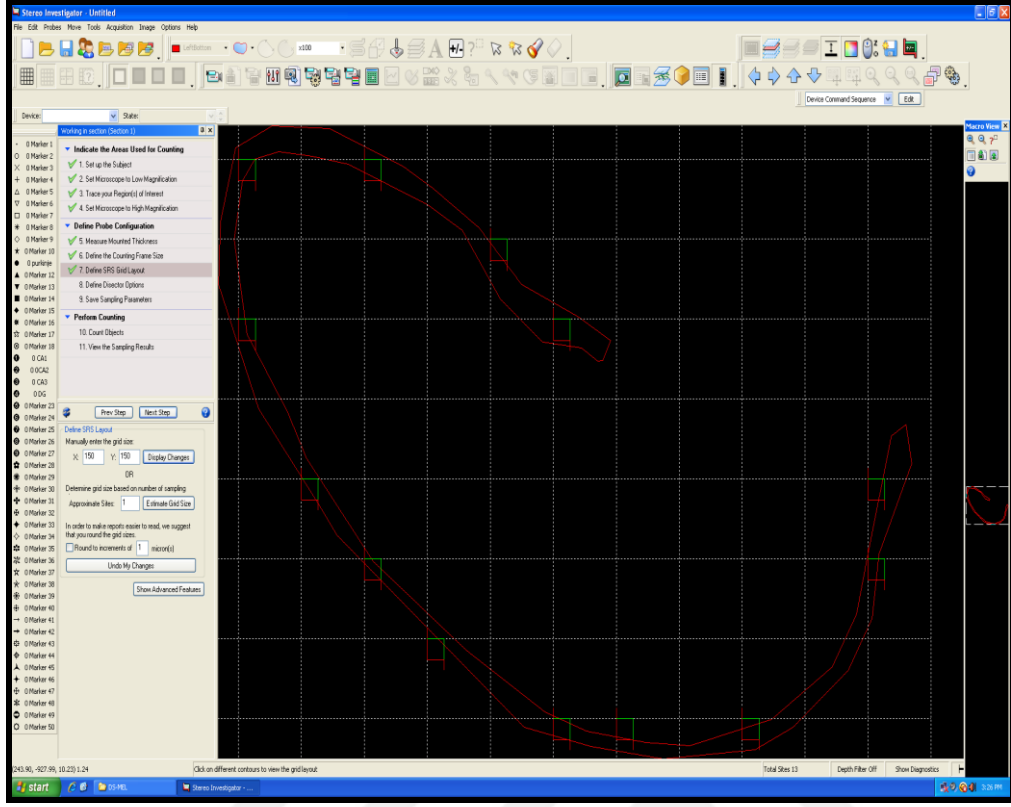 Stereo Investigator - Untitled
File Edit Probes Move Tools Acquisition Image Options Help
x100
Device Command Sequence Edit
Device: State:
Working in section (Section 1)
Macro View
0 Marker 1
0 Marker 2
0 Marker 3
0 Marker 4
0 Marker 5
0 Marker 6
0 Marker 7
0 Marker 8
0 Marker 9
0 Marker 10
0 purkinje
0 Marker 12
0 Marker 13
0 Marker 14
0 Marker 15
0 Marker 16
0 Marker 17
0 Marker 18
0 CA1
0 0CA2
0 CA3
0 DG
0 Marker 23
0 Marker 24
0 Marker 25
0 Marker 26
0 Marker 27
0 Marker 28
0 Marker 29
0 Marker 30
0 Marker 31
0 Marker 32
0 Marker 33
0 Marker 34
0 Marker 35
0 Marker 36
0 Marker 37
0 Marker 38
0 Marker 39
0 Marker 40
0 Marker 41
0 Marker 42
0 Marker 43
0 Marker 44
0 Marker 45
0 Marker 46
0 Marker 47
0 Marker 48
0 Marker 49
0 Marker 50
Indicate the Areas Used for Counting
1. Set up the Subject
2. Set Microscope to Low Magnification
3. Trace your Region(s) of Interest
4. Set Microscope to High Magnification
Define Probe Configuration
5. Measure Mounted Thickness
6. Define the Counting Frame Size
7. Define SRS Grid Layout
8. Define Disector Options
9. Save Sampling Parameters
Perform Counting
10. Count Objects
11. View the Sampling Results
Prev Step Next Step
Define SRS Layout
Manually enter the grid size:
X: 150 Y: 150 Display Changes
OR
Determine grid size based on number of sampling
Approximate Sites: 1 Estimate Grid Size
In order to make reports easier to read, we suggest
that you round the grid sizes.
Round to increments of 1 micron(s)
Undo My Changes
Show Advanced Features
(243.90, -927.99, 10.23) 1.24 Click on different contours to view the grid layout Total Sites 13 Depth Filter Off Show Diagnostics
start DS-MEL Stereo Investigator - ... 3:26 PM